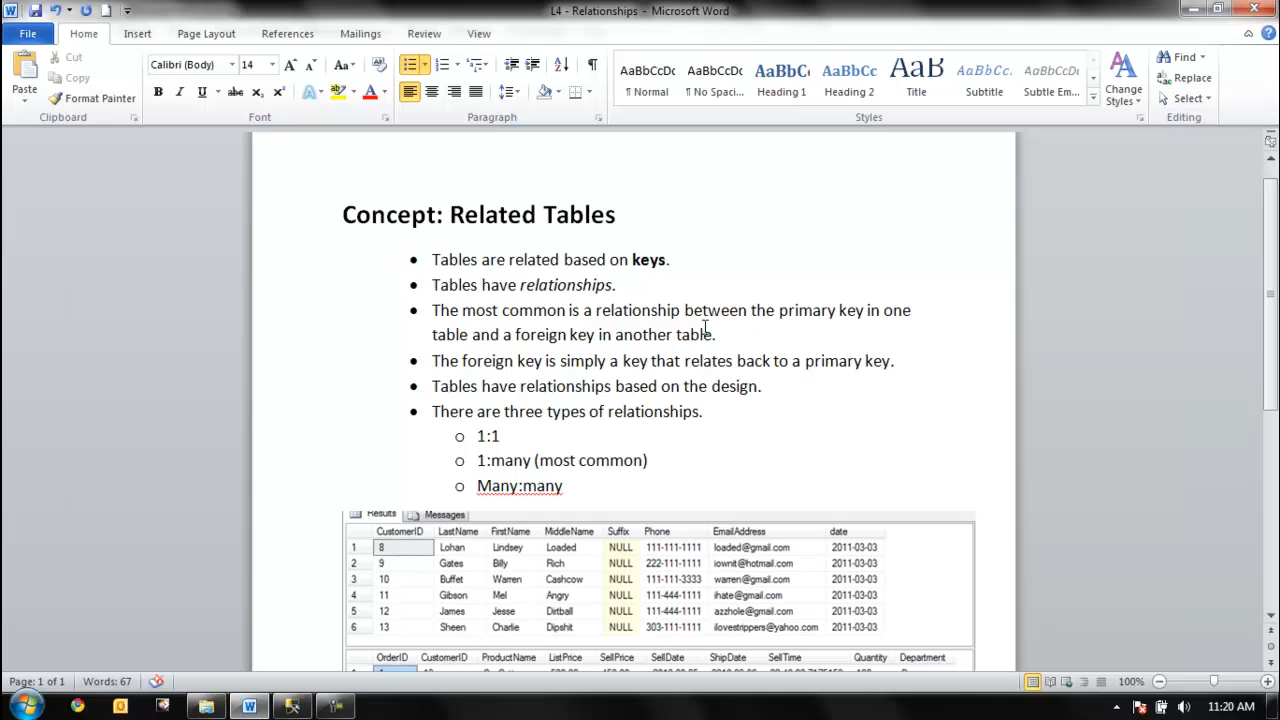 L4 - Relationships - Microsoft Word
File Home Insert Page Layout References Mailings Review View
Paste Cut Copy Format Painter
Calibri (Body) 14
AaBbCcDc AaBbCcDc AaBbCc AaBbCc AaB AaBbCcL AaBbCcDc
¶ Normal ¶ No Spaci... Heading 1 Heading 2 Title Subtitle Subtle Em...
Change Styles
Find Replace Select
Clipboard Font Paragraph Styles Editing
Concept: Related Tables
• Tables are related based on keys.
• Tables have relationships.
• The most common is a relationship between the primary key in one
table and a foreign key in another table.
• The foreign key is simply a key that relates back to a primary key.
• Tables have relationships based on the design.
• There are three types of relationships.
o 1:1
o 1:many (most common)
o Many:many
Results Messages
CustomerID LastName FirstName MiddleName Suffix Phone EmailAddress date
1 8 Lohan Lindsey Loaded NULL 111-111-1111 loaded@gmail.com 2011-03-03
2 9 Gates Billy Rich NULL 222-111-1111 iownit@hotmail.com 2011-03-03
3 10 Buffet Warren Cashcow NULL 111-111-3333 warren@gmail.com 2011-03-03
4 11 Gibson Mel Angry NULL 111-444-1111 ihate@gmail.com 2011-03-03
5 12 James Jesse Dirtball NULL 111-444-1111 azzhole@gmail.com 2011-03-03
6 13 Sheen Charlie Dipshit NULL 303-111-1111 ilovestrippers@yahoo.com 2011-03-03
OrderID CustomerID ProductName ListPrice SellPrice SellDate ShipDate SellTime Quantity Department
Page: 1 of 1 Words: 67 100%
11:20 AM